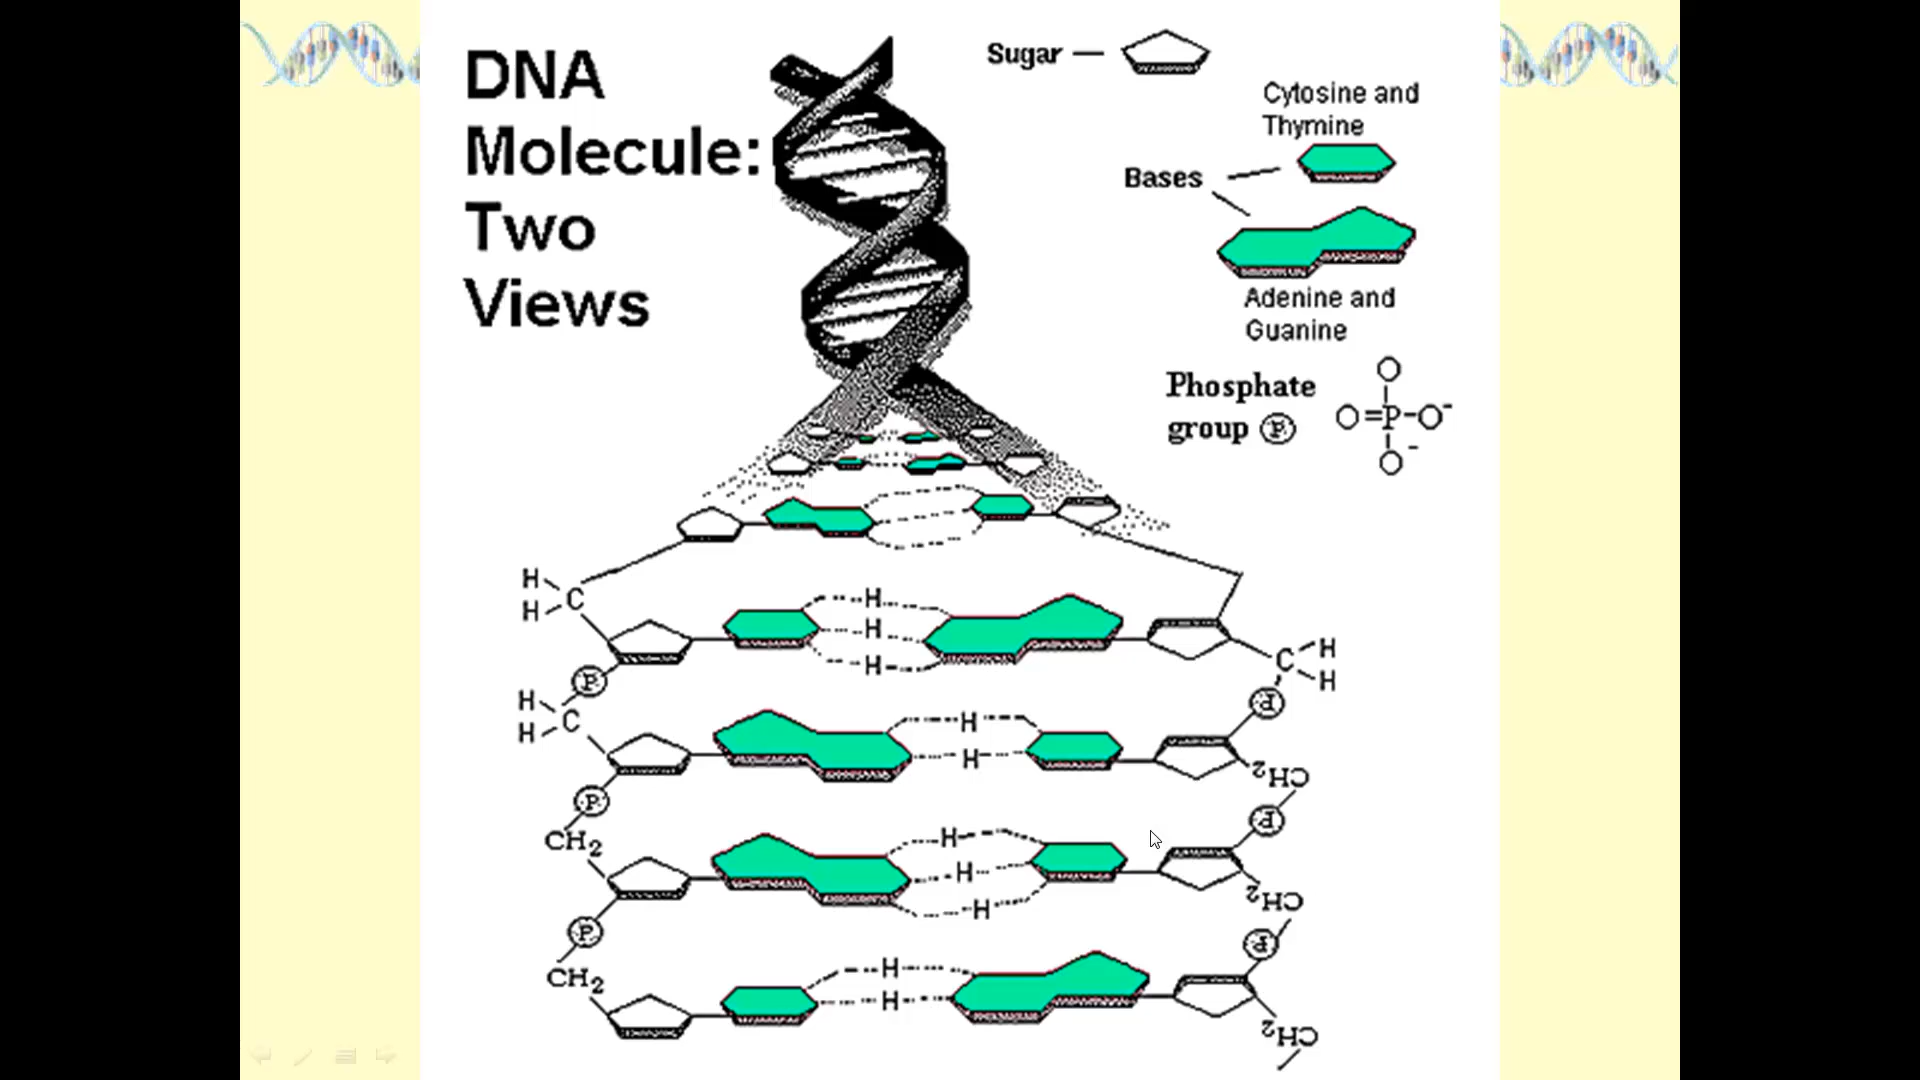 DNA
Molecule:
Two
Views
Sugar
Cytosine and
Thymine
Bases
Adenine and
Guanine
Phosphate
group P
O
O=P-O-
-
O
H
H C
H
H
H
P
C H
H
P
H
H C
H
H
P
CH2
P
CH2
H
H
H
P
CH2
P
CH2
H
H
CH2